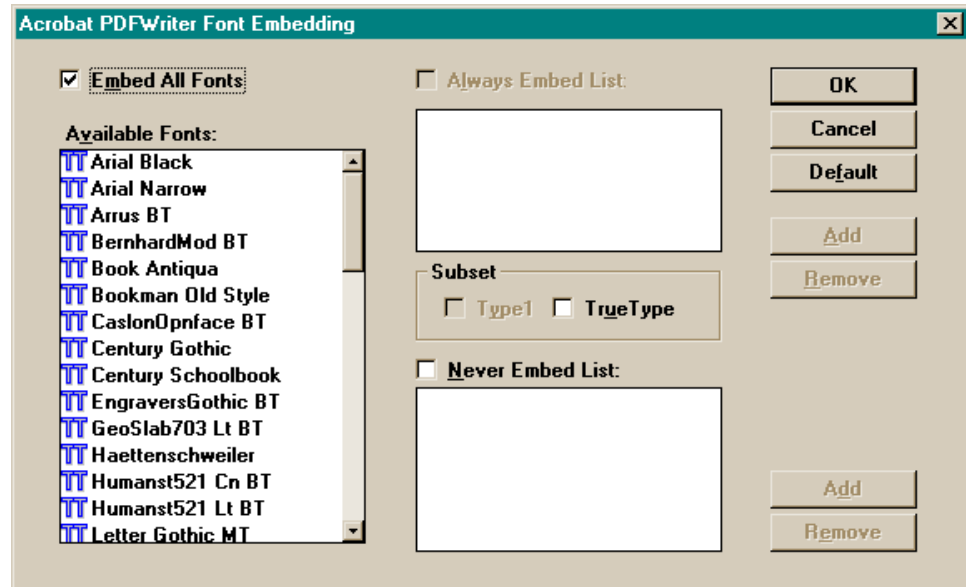 Acrobat PDFWriter Font Embedding
Embed All Fonts
Available Fonts:
Arial Black
Arial Narrow
Arrus BT
BernhardMod BT
Book Antiqua
Bookman Old Style
CaslonOpnface BT
Century Gothic
Century Schoolbook
EngraversGothic BT
GeoSlab703 Lt BT
Haettenschweiler
Humanst521 Cn BT
Humanst521 Lt BT
Letter Gothic MT
Always Embed List:
Subset
Type1 TrueType
Never Embed List:
OK
Cancel
Default
Add
Remove
Add
Remove